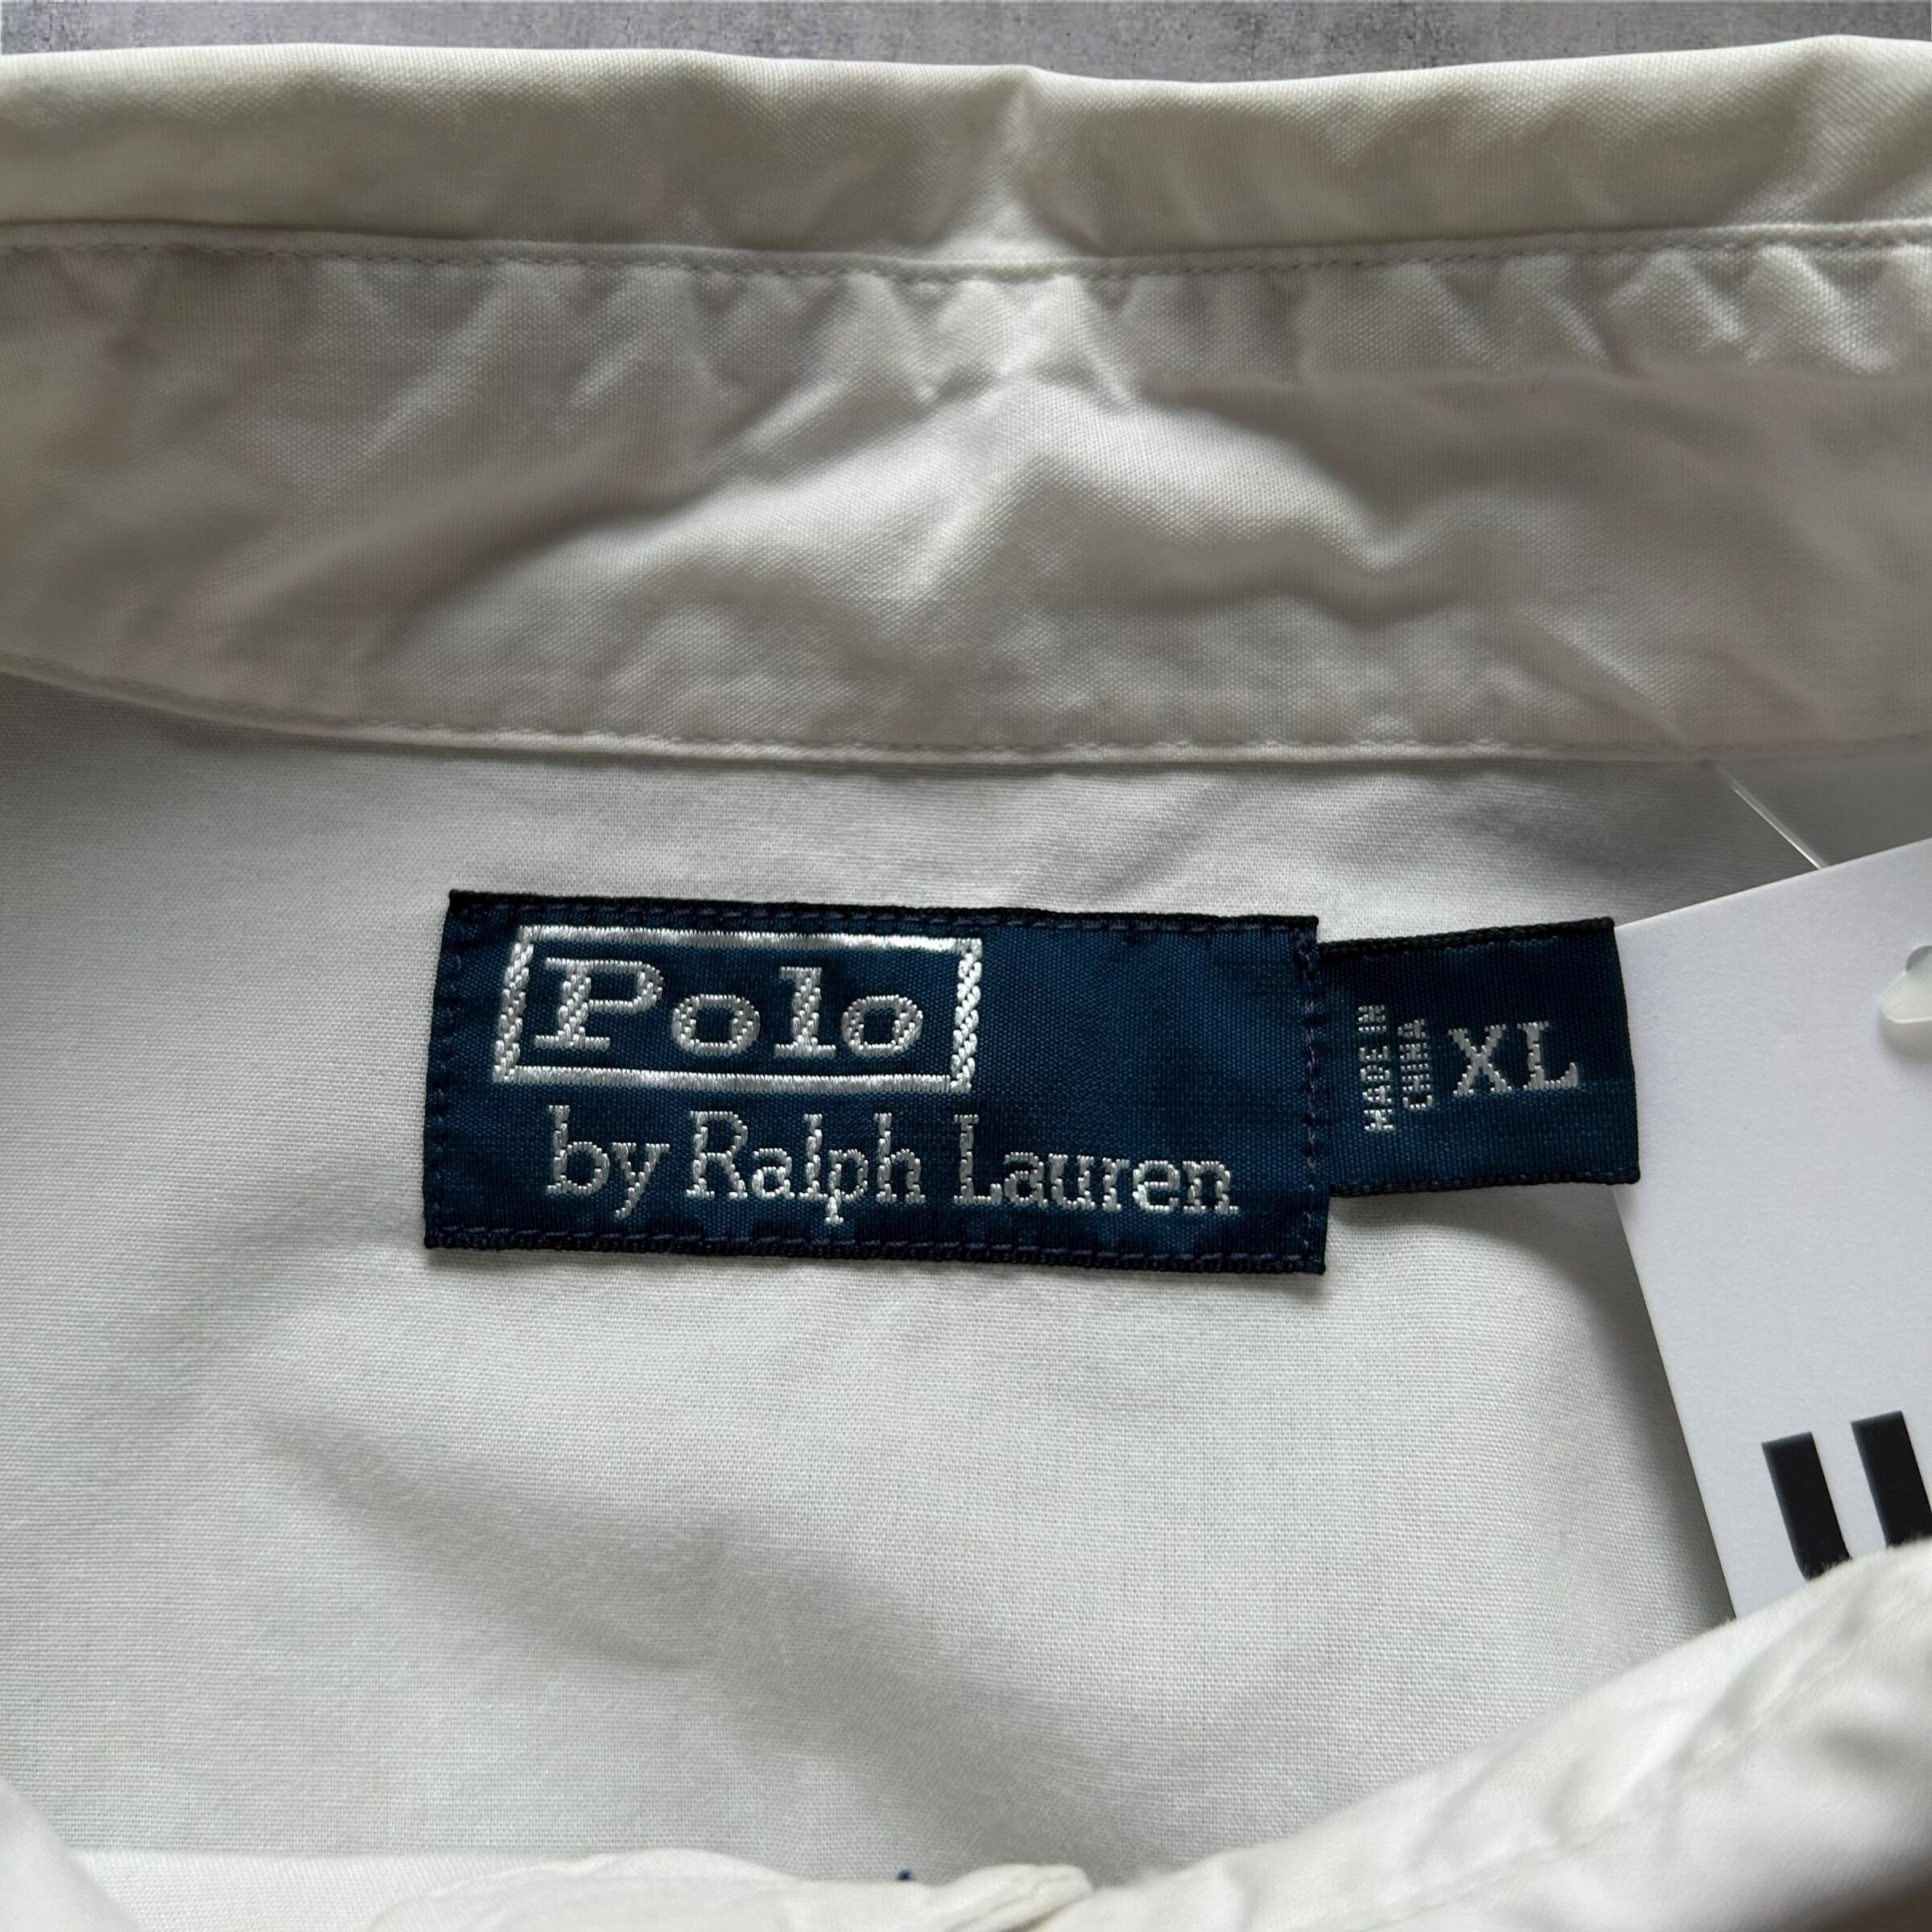 Polo
by Ralph Lauren
MADE IN
CHINA
XL